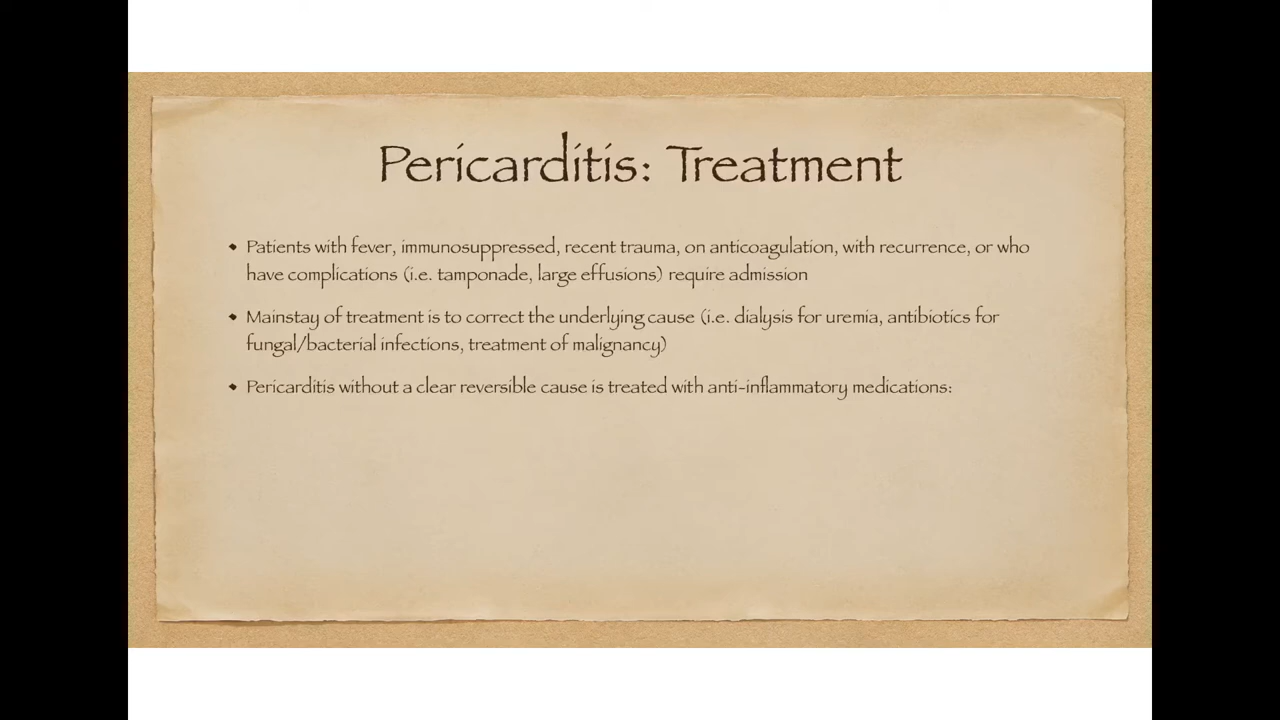 Pericarditis: Treatment
• Patients with fever, immunosuppressed, recent trauma, on anticoagulation, with recurrence, or who
have complications (i.e. tamponade, large effusions) require admission
• Mainstay of treatment is to correct the underlying cause (i.e. dialysis for uremia, antibiotics for
fungal/bacterial infections, treatment of malignancy)
• Pericarditis without a clear reversible cause is treated with anti-inflammatory medications: